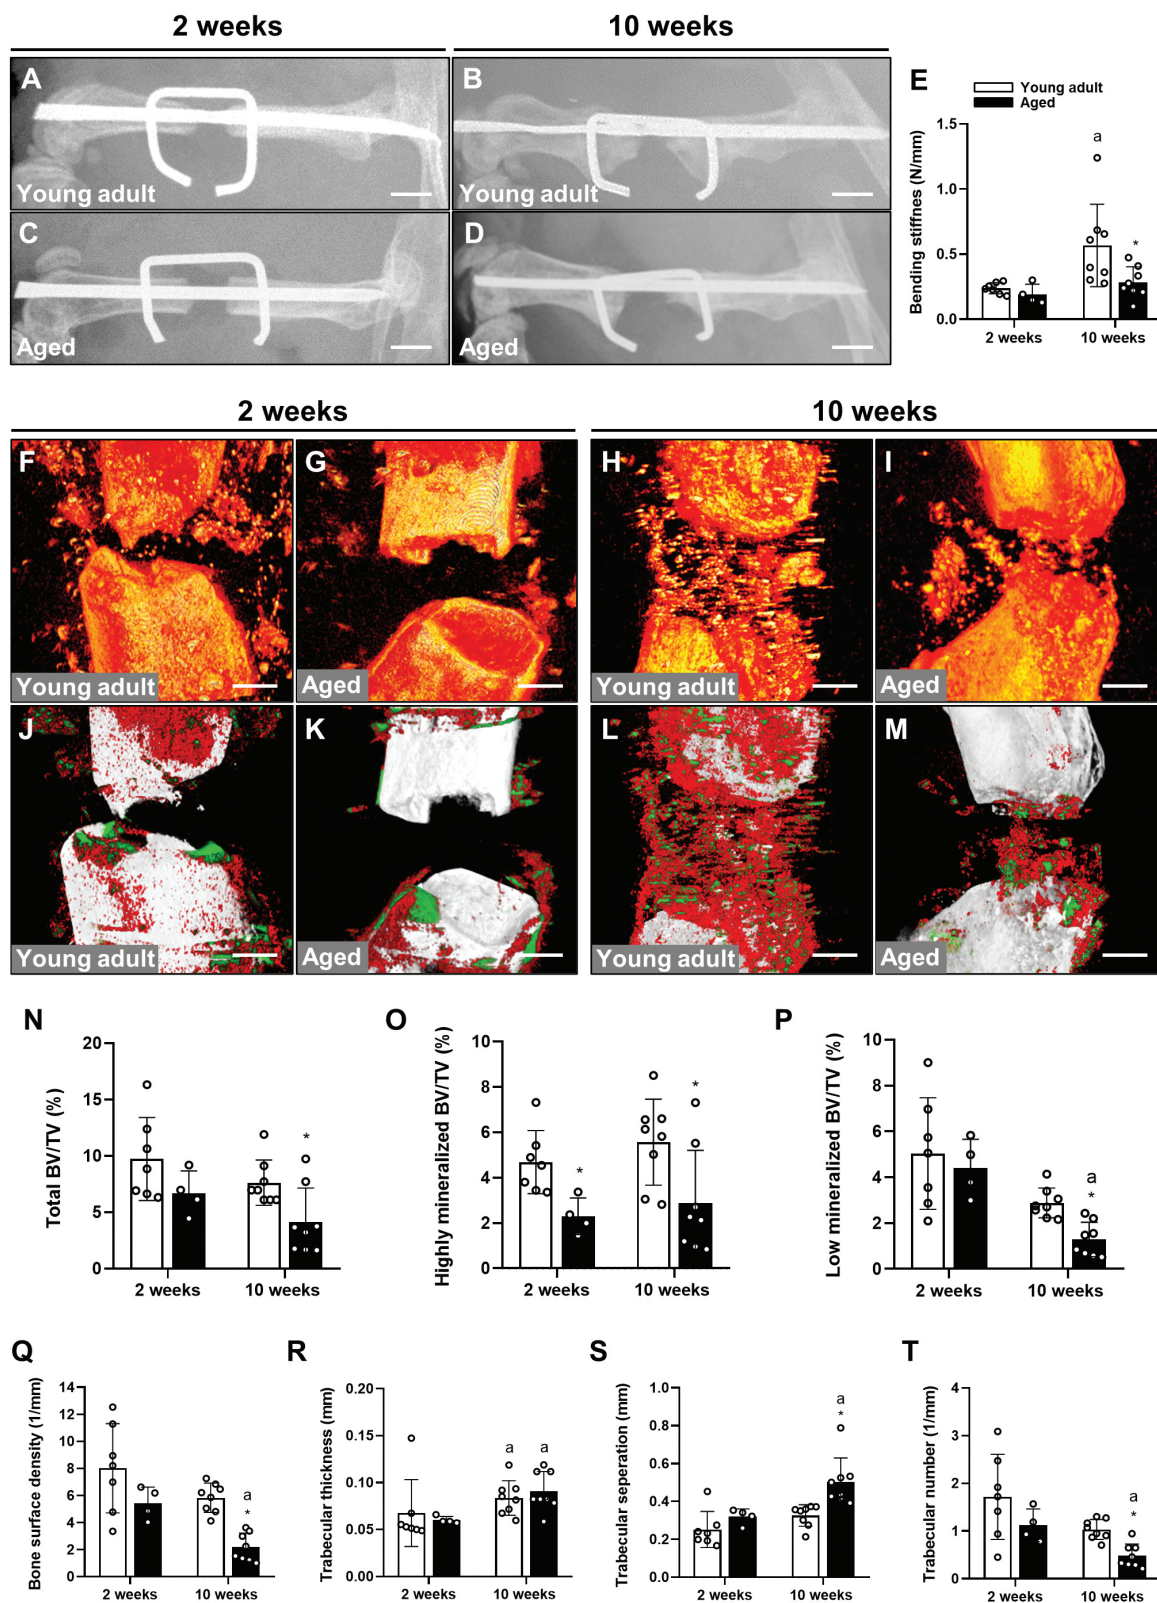 2 weeks
10 weeks
A
Young adult
B
Young adult
C
Aged
D
Aged
E
Young adult
Aged
Bending stiffnes (N/mm)
1.5
1.0
0.5
0.0
a
*
2 weeks
10 weeks
2 weeks
10 weeks
F
Young adult
G
Aged
H
Young adult
I
Aged
J
Young adult
K
Aged
L
Young adult
M
Aged
N
Total BV/TV (%)
20
15
10
5
0
*
2 weeks
10 weeks
O
Highly mineralized BV/TV (%)
10
8
6
4
2
0
*
*
2 weeks
10 weeks
P
Low mineralized BV/TV (%)
10
8
6
4
2
0
a
*
2 weeks
10 weeks
Q
Bone surface density (1/mm)
14
12
10
8
6
4
2
0
a
*
2 weeks
10 weeks
R
Trabecular thickness (mm)
0.20
0.15
0.10
0.05
0.00
a
a
2 weeks
10 weeks
S
Trabecular seperation (mm)
1.0
0.8
0.6
0.4
0.2
0.0
a
*
2 weeks
10 weeks
T
Trabecular number (1/mm)
4
3
2
1
0
a
*
2 weeks
10 weeks